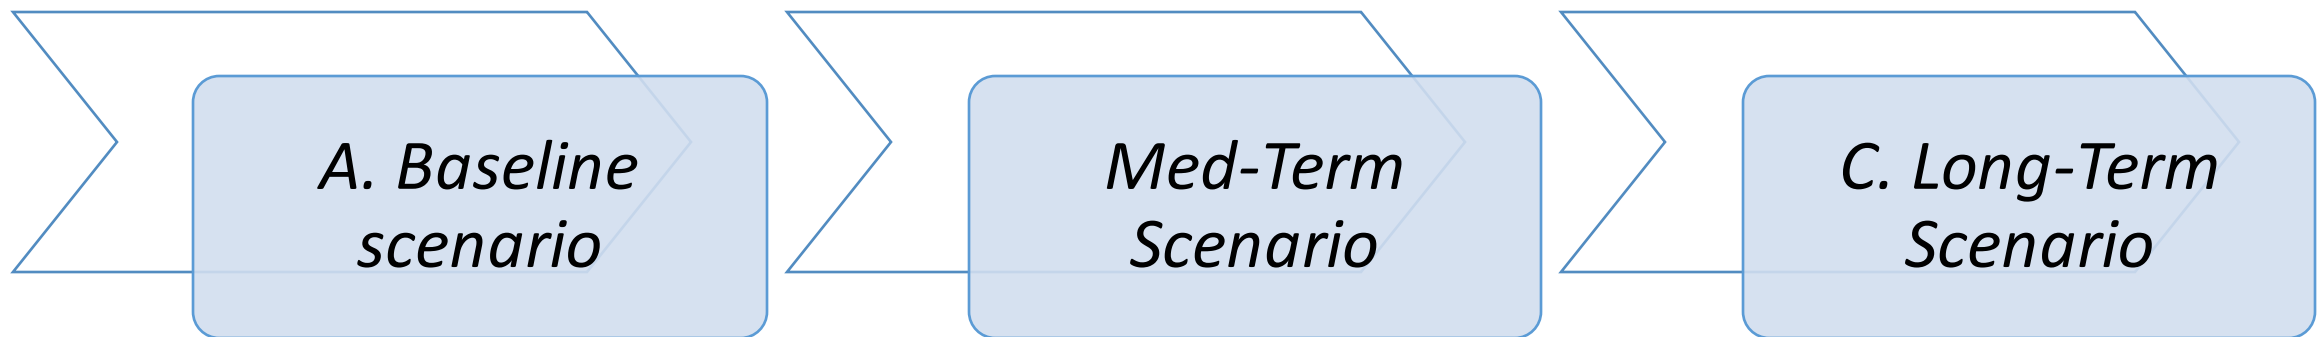 A. Baseline
scenario
Med-Term
Scenario
C. Long-Term
Scenario